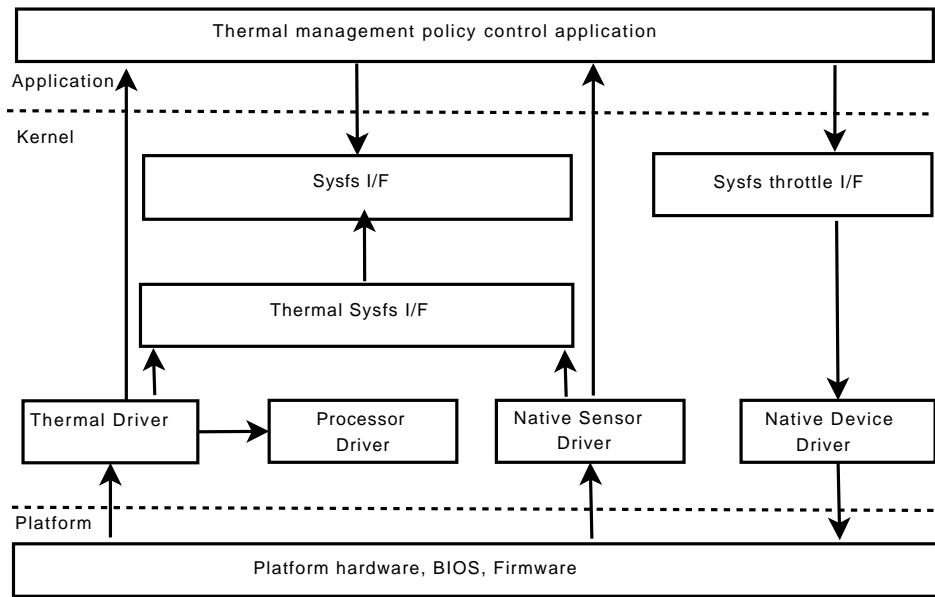 Thermal management policy control application
Application
Kernel
Sysfs I/F
Sysfs throttle I/F
Thermal Sysfs I/F
Thermal Driver
Processor
Driver
Native Sensor
Driver
Native Device
Driver
Platform
Platform hardware, BIOS, Firmware